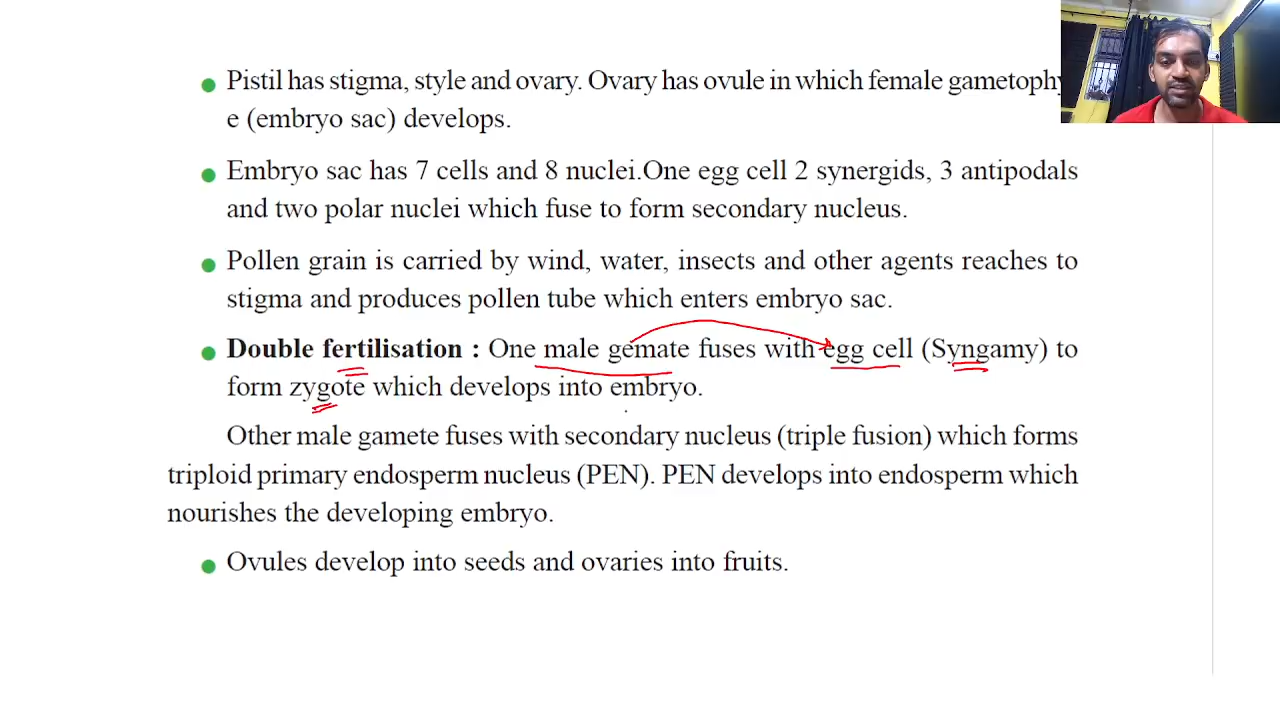 Pistil has stigma, style and ovary. Ovary has ovule in which female gametophy
e (embryo sac) develops.
Embryo sac has 7 cells and 8 nuclei.One egg cell 2 synergids, 3 antipodals
and two polar nuclei which fuse to form secondary nucleus.
Pollen grain is carried by wind, water, insects and other agents reaches to
stigma and produces pollen tube which enters embryo sac.
Double fertilisation : One male gemate fuses with egg cell (Syngamy) to
form zygote which develops into embryo.
Other male gamete fuses with secondary nucleus (triple fusion) which forms
triploid primary endosperm nucleus (PEN). PEN develops into endosperm which
nourishes the developing embryo.
Ovules develop into seeds and ovaries into fruits.